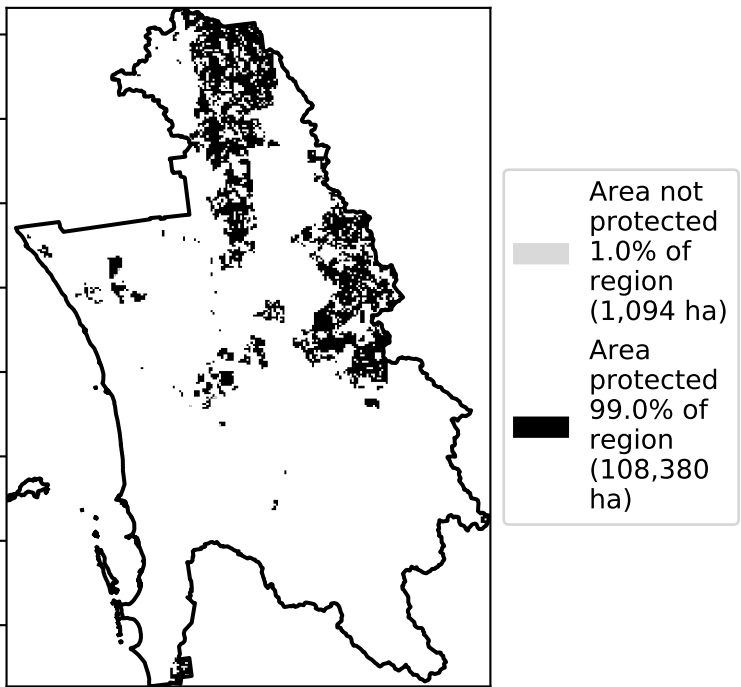 Area not
protected
1.0% of
region
(1,094 ha)
Area
protected
99.0% of
region
(108,380
ha)